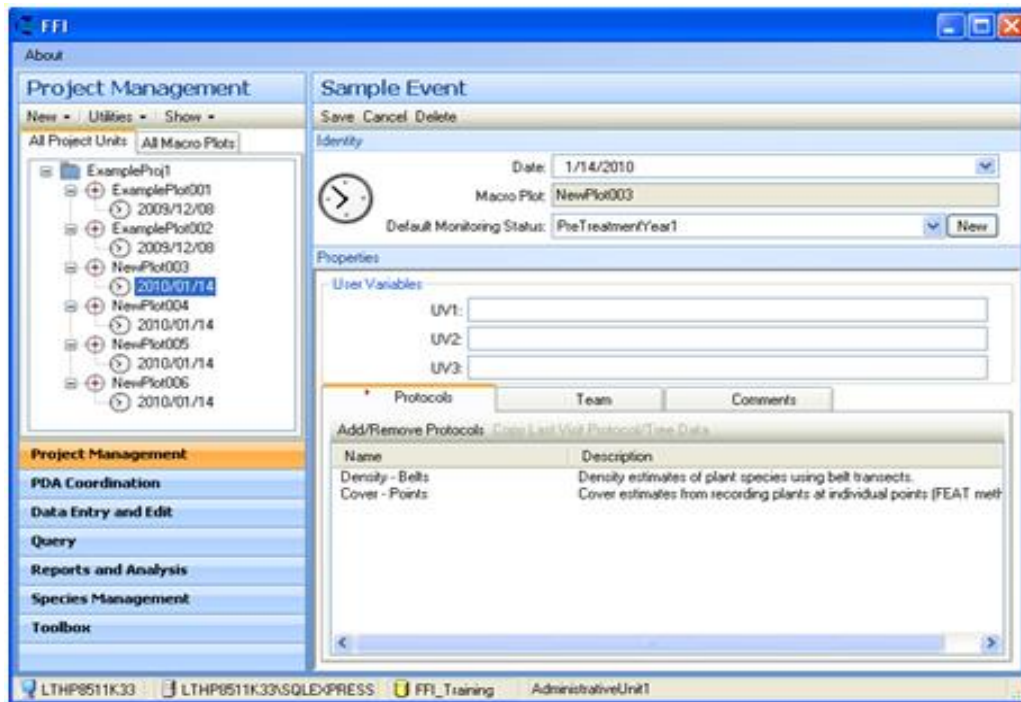 FFI
About
Project Management
New Utilities Show
All Project Units All Macro Plots
ExampleProj1
ExamplePlot001
2009/12/08
ExamplePlot002
2009/12/08
NewPlot003
2010/01/14
NewPlot004
2010/01/14
NewPlot005
2010/01/14
NewPlot006
2010/01/14
Project Management
PDA Coordination
Data Entry and Edit
Query
Reports and Analysis
Species Management
Toolbox
Sample Event
Save Cancel Delete
Identity
Date: 1/14/2010
Macro Plot: NewPlot003
Default Monitoring Status: PreTreatmentYear1 New
Properties
User Variables
UV1:
UV2:
UV3:
* Protocols Team Comments
Add/Remove Protocols Copy Last Visit Protocol/Tree Data
Name Description
Density - Belts Density estimates of plant species using belt transects.
Cover - Points Cover estimates from recording plants at individual points (FEAT meth
LTHP8511K33 LTHP8511K33\SQLEXPRESS FFI_Training AdministrativeUnit1